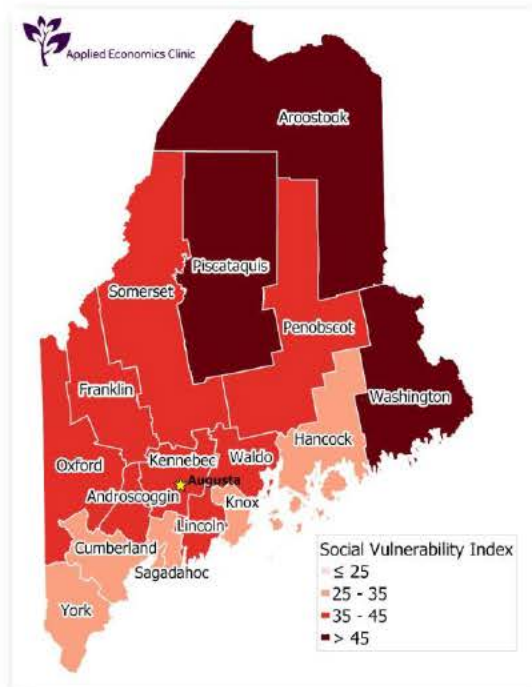 Applied Economics Clinic
Aroostook
Piscataquis
Somerset
Penobscot
Washington
Franklin
Hancock
Oxford
Kennebec
Waldo
Augusta
Androscoggin
Knox
Lincoln
Cumberland
Sagadahoc
York
Social Vulnerability Index
≤ 25
25 - 35
35 - 45
> 45